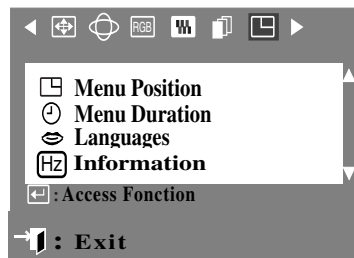 RGB
Menu Position
Menu Duration
Languages
Hz Information
: Access Fonction
: Exit